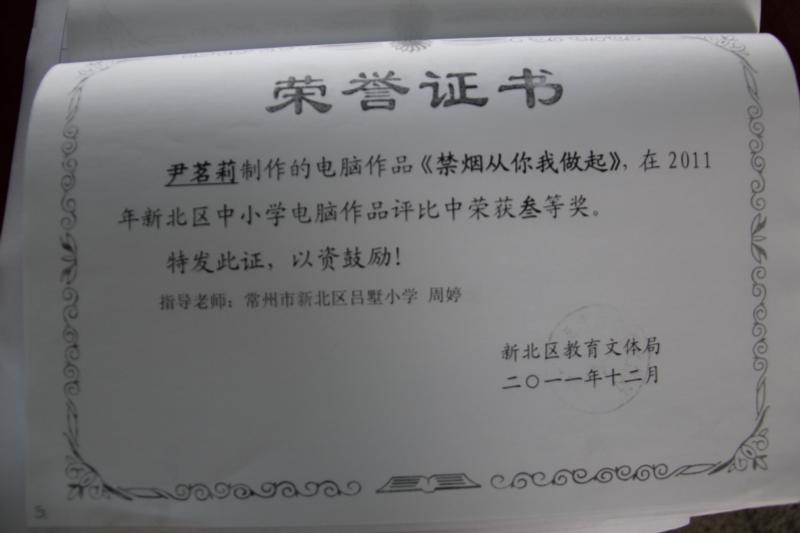 荣誉证书
尹茗莉制作的电脑作品《禁烟从你我做起》，在2011
年新北区中小学电脑作品评比中荣获叁等奖。
特发此证，以资鼓励！
指导老师：常州市新北区吕墅小学 周婷
新北区教育文体局
二〇一一年十二月
5